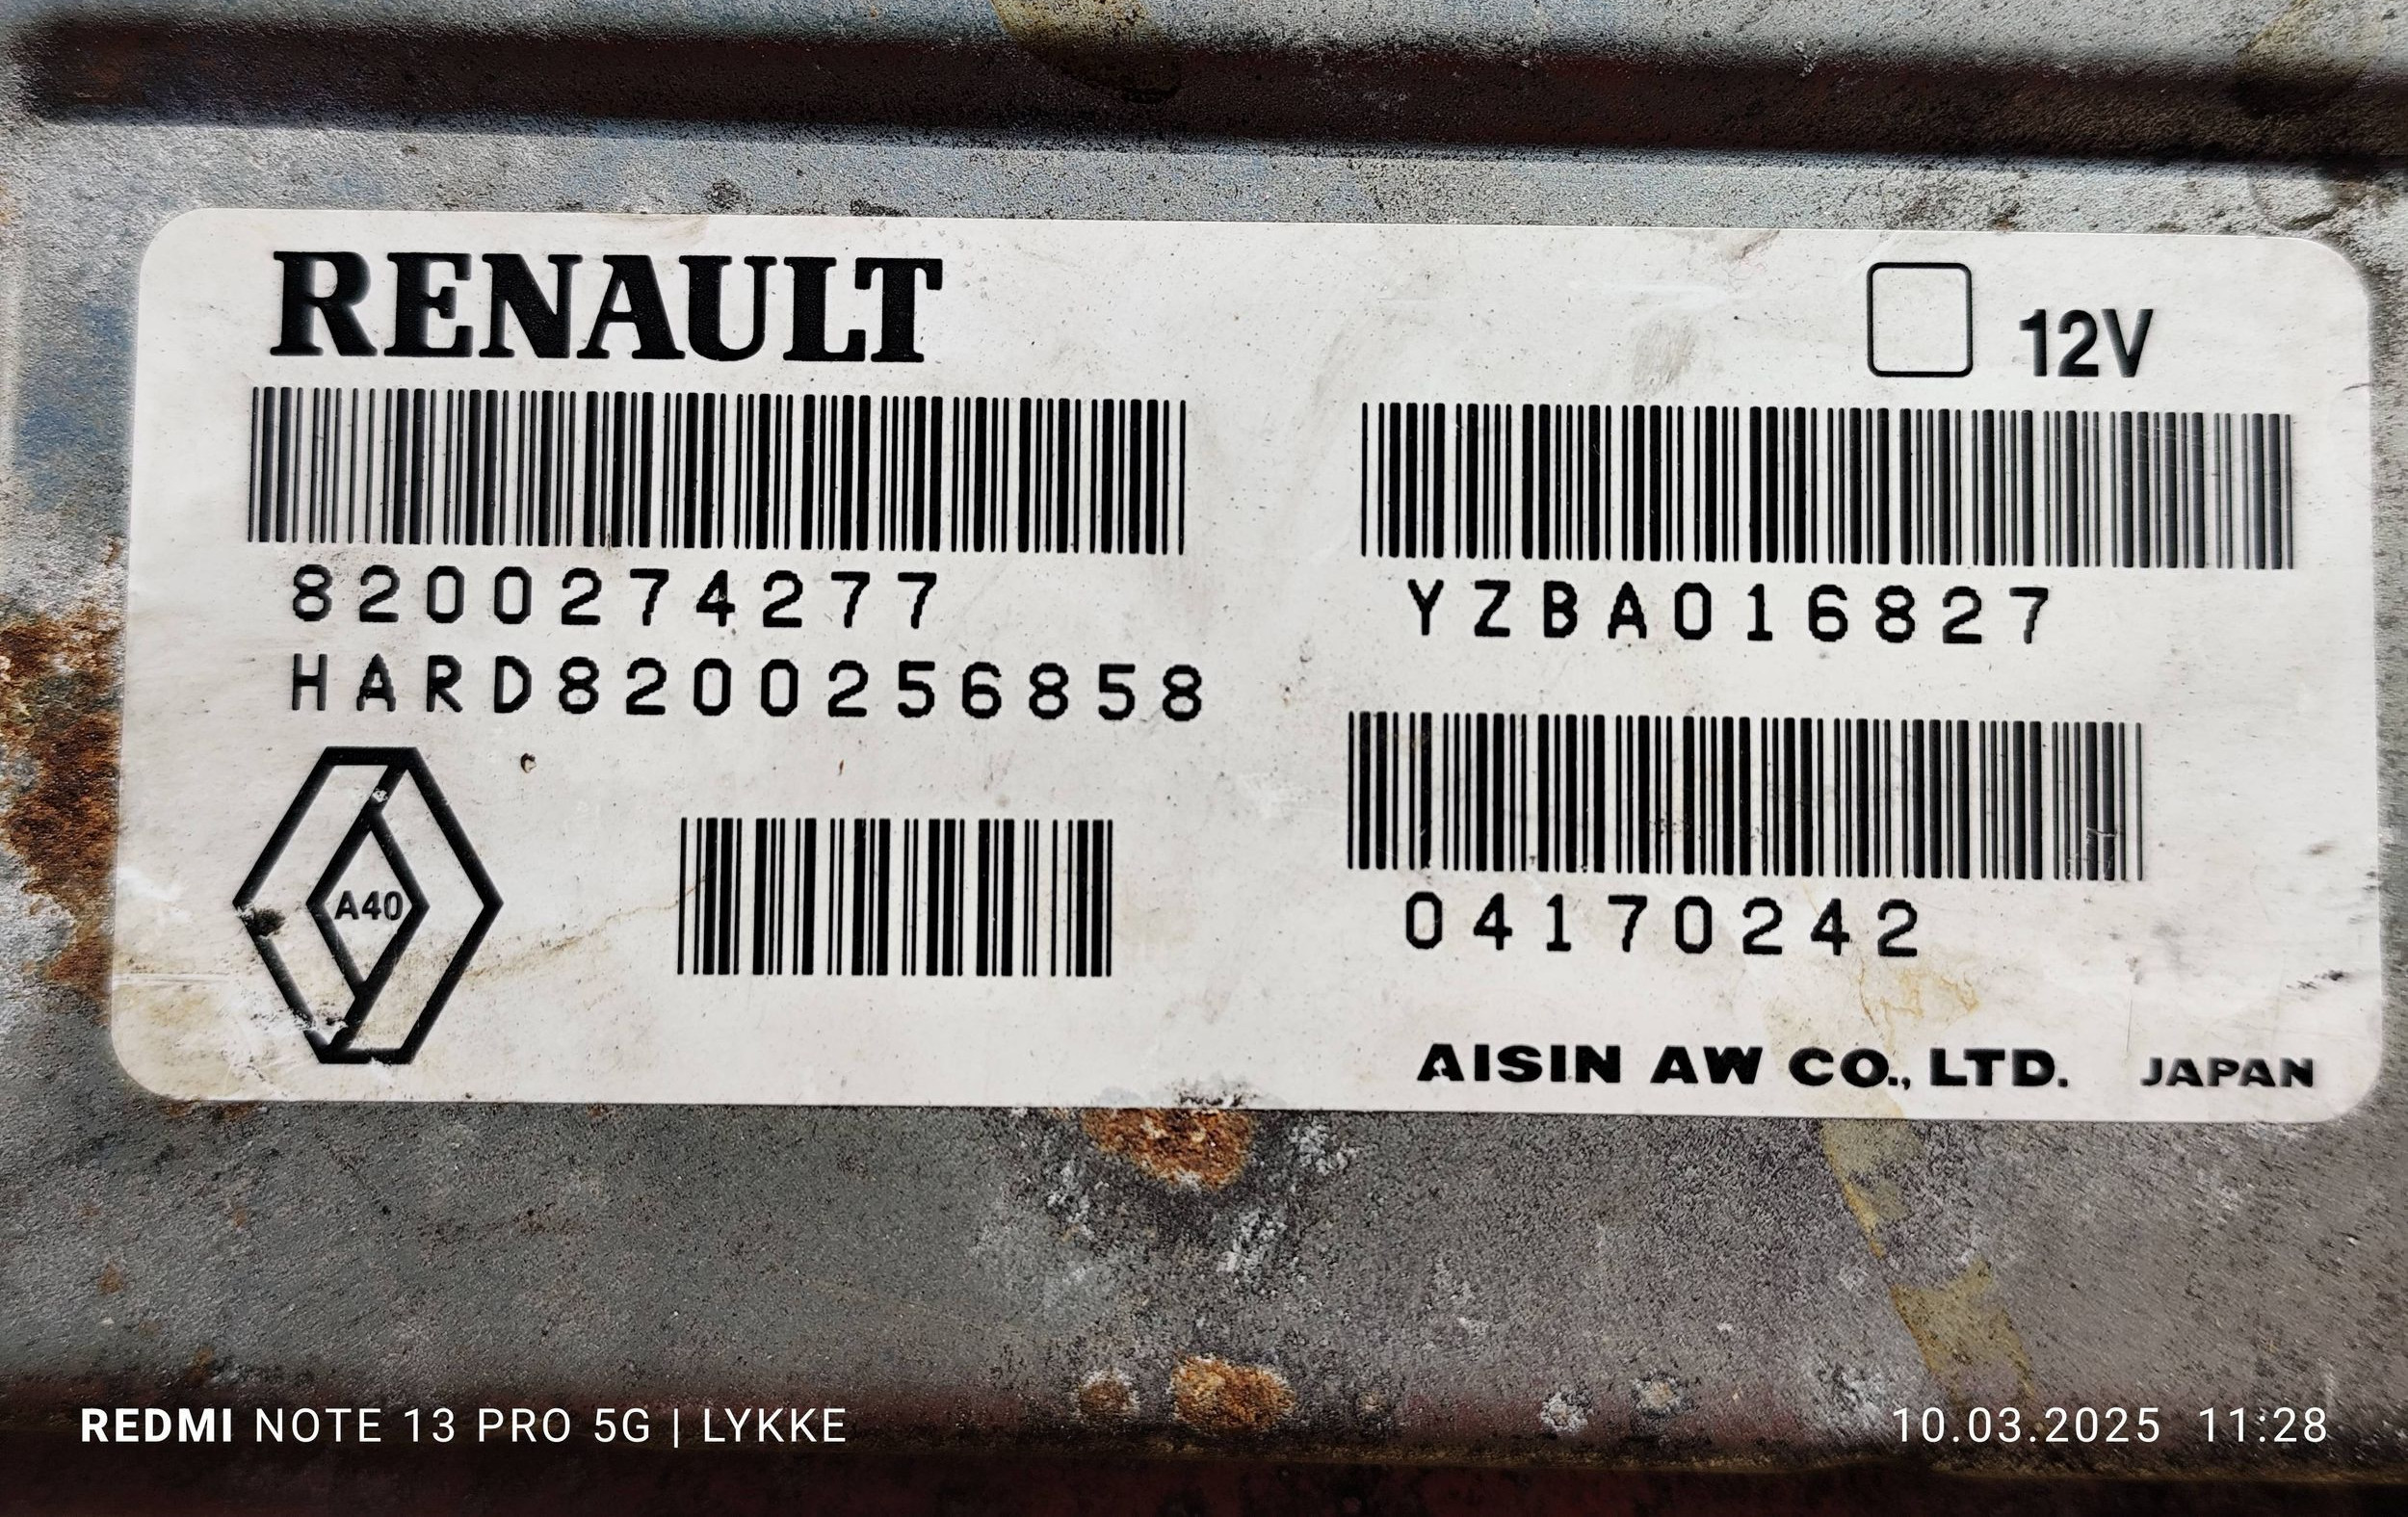 RENAULT
12V
8200274277
HARD8200256858
YZBA016827
A40
04170242
AISIN AW CO., LTD. JAPAN
REDMI NOTE 13 PRO 5G | LYKKE
10.03.2025 11:28